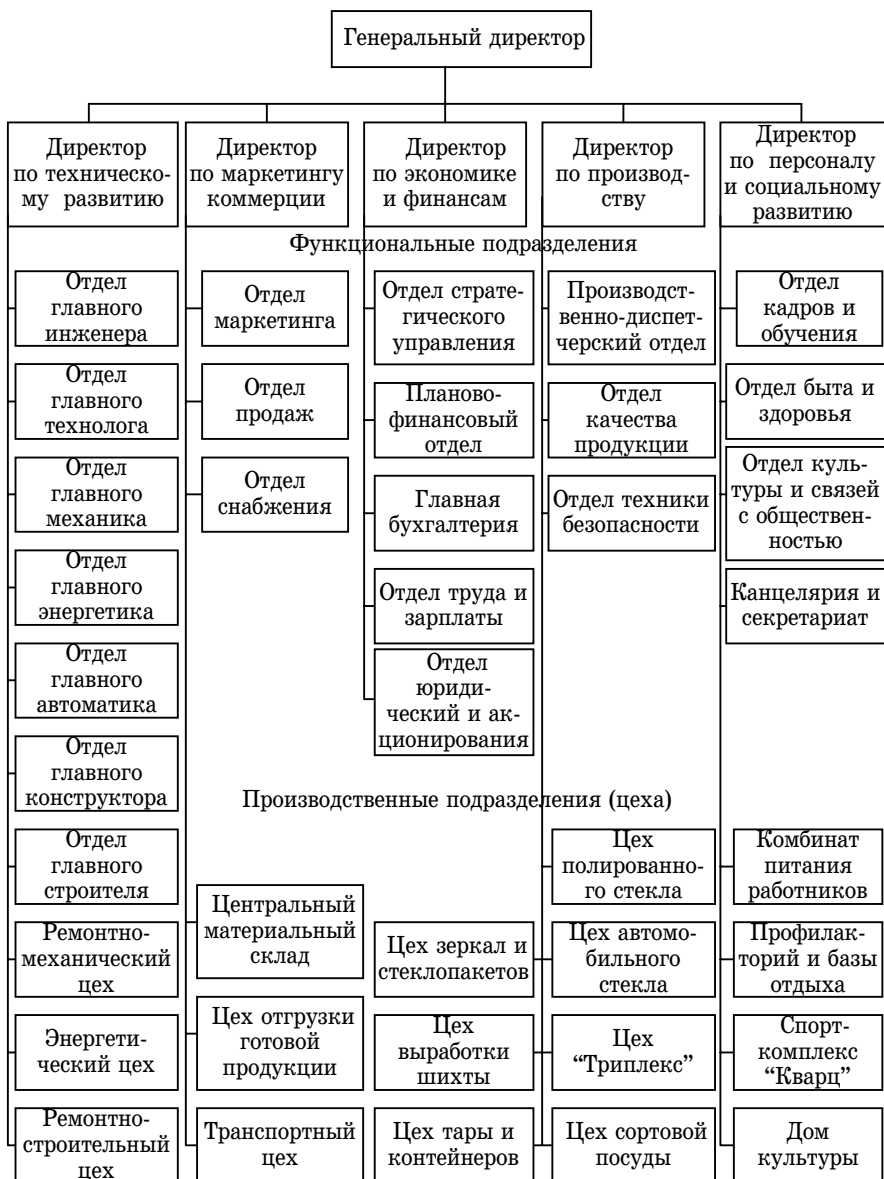 Генеральный директор
Директор
по техническо-
му развитию
Директор
по маркетингу
коммерции
Директор
по экономике
и финансам
Директор
по производ-
ству
Директор
по персоналу
и социальному
развитию
Функциональные подразделения
Отдел
главного
инженера
Отдел
главного
технолога
Отдел
главного
механика
Отдел
главного
энергетика
Отдел
главного
автоматика
Отдел
главного
конструктора
Отдел
главного
строителя
Отдел
маркетинга
Отдел
продаж
Отдел
снабжения
Отдел страте-
гического
управления
Планово-
финансовый
отдел
Главная
бухгалтерия
Отдел труда и
зарплаты
Отдел
юриди-
ческий и ак-
ционирования
Производст-
венно-диспет-
черский отдел
Отдел
качества
продукции
Отдел техники
безопасности
Отдел
кадров и
обучения
Отдел быта и
здоровья
Отдел куль-
туры и связей
с обществен-
ностью
Канцелярия и
секретариат
Производственные подразделения (цеха)
Ремонтно-
механический
цех
Энергети-
ческий цех
Ремонтно-
строительный
цех
Центральный
материальный
склад
Цех отгрузки
готовой
продукции
Транспортный
цех
Цех зеркал и
стеклопакетов
Цех
выработки
шихты
Цех тары и
контейнеров
Цех
полированно-
го стекла
Цех автомо-
бильного
стекла
Цех
“Триплекс”
Цех сортовой
посуды
Комбинат
питания
работников
Профилак-
торий и базы
отдыха
Спорт-
комплекс
“Кварц”
Дом
культуры